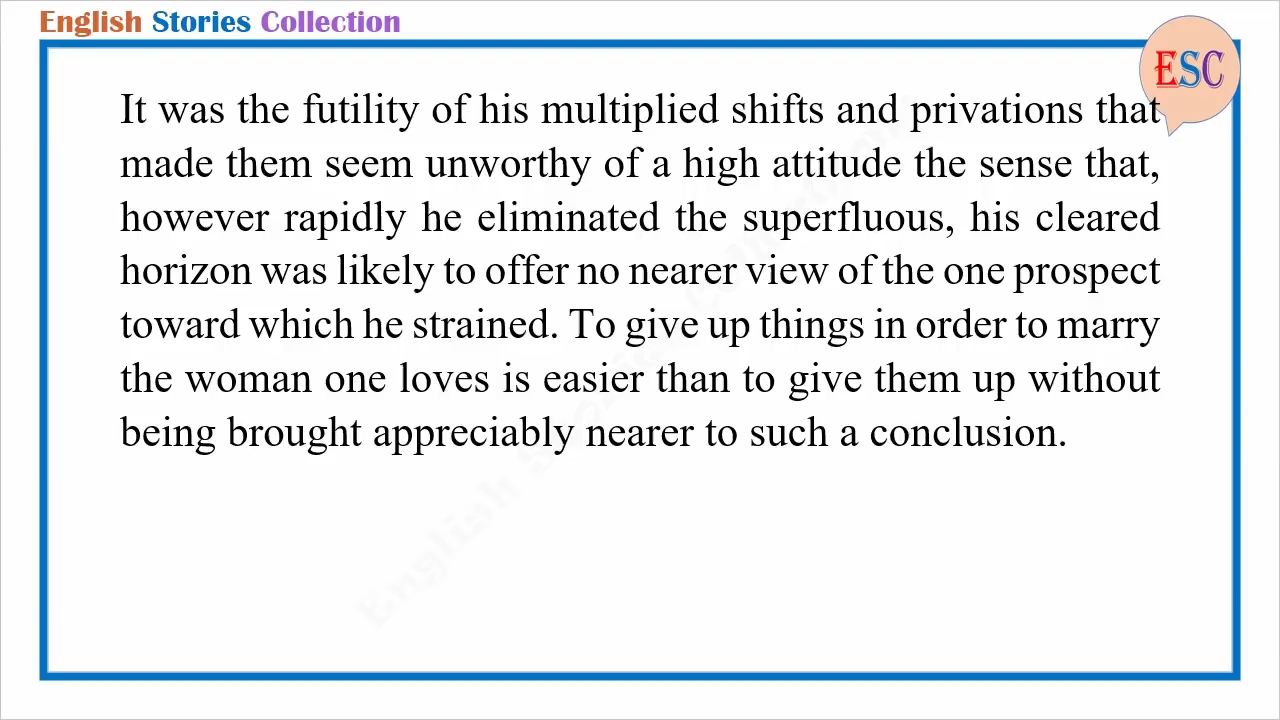 English Stories Collection
ESC
It was the futility of his multiplied shifts and privations that
made them seem unworthy of a high attitude the sense that,
however rapidly he eliminated the superfluous, his cleared
horizon was likely to offer no nearer view of the one prospect
toward which he strained. To give up things in order to marry
the woman one loves is easier than to give them up without
being brought appreciably nearer to such a conclusion.
English Stories Collection